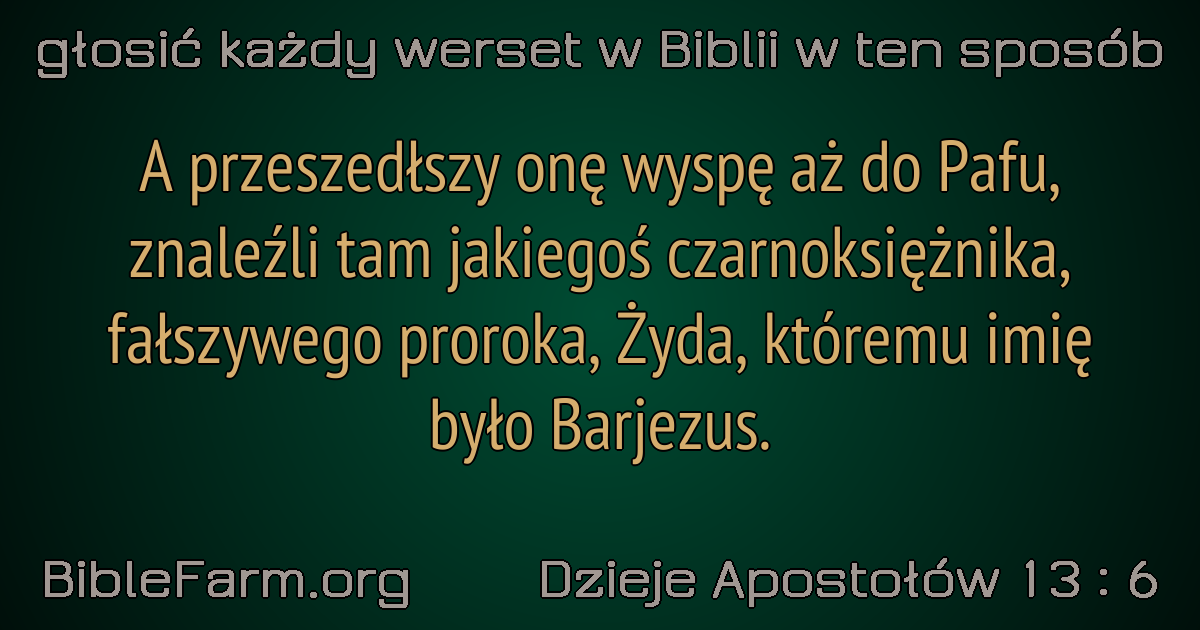 głosić każdy werset w Biblii w ten sposób
A przeszedłszy onę wyspę aż do Pafu,
znaleźli tam jakiegoś czarnoksiężnika,
fałszywego proroka, Żyda, któremu imię
było Barjezus.
BibleFarm.org Dzieje Apostołów 13 : 6